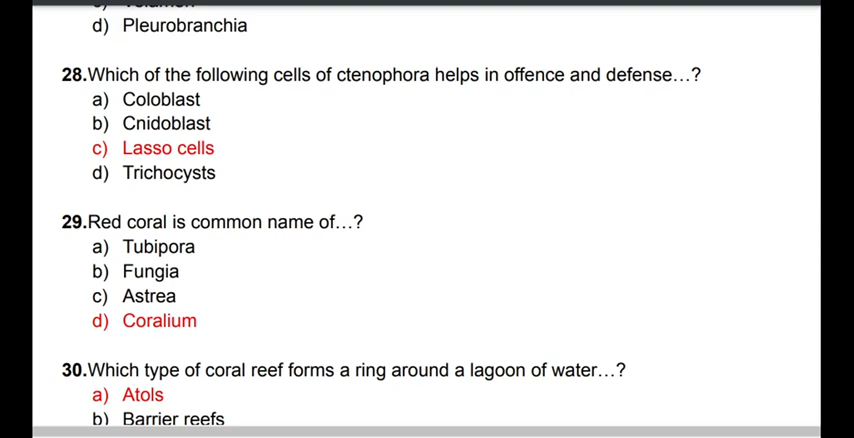 d) Pleurobranchia
28.Which of the following cells of ctenophora helps in offence and defense…?
a) Coloblast
b) Cnidoblast
c) Lasso cells
d) Trichocysts
29.Red coral is common name of…?
a) Tubipora
b) Fungia
c) Astrea
d) Coralium
30.Which type of coral reef forms a ring around a lagoon of water…?
a) Atols
b) Barrier reefs